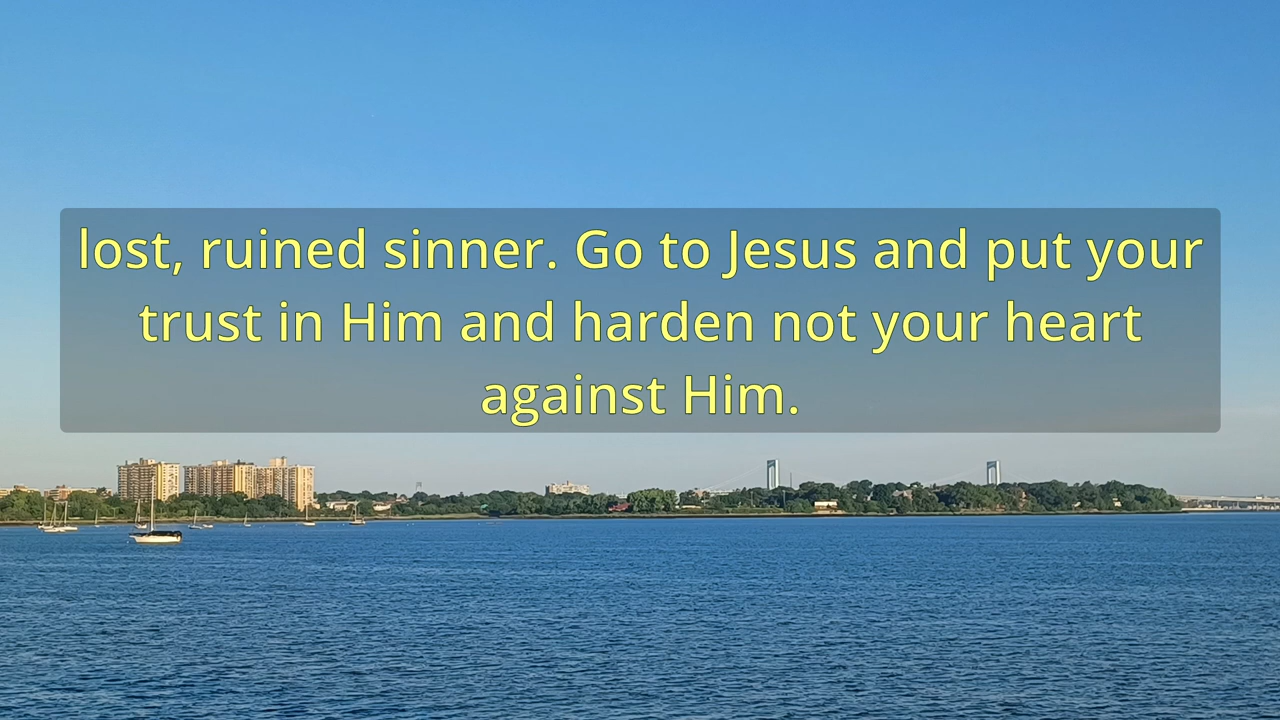 lost, ruined sinner. Go to Jesus and put your
trust in Him and harden not your heart
against Him.